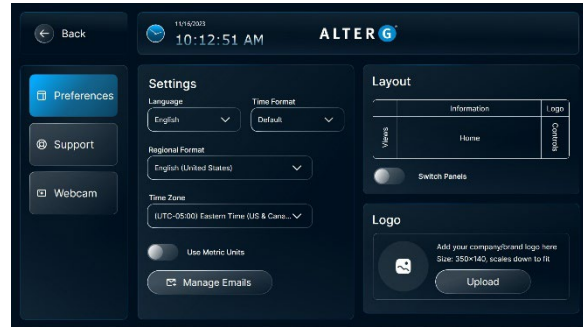 Back
11/15/2023
10:12:51 AM
ALTER G
Preferences
Support
Webcam
Settings
Language
Time Format
English
Default
Regional Format
English (United States)
Time Zone
(UTC-05:00) Eastern Time (US & Cana...
Use Metric Units
Manage Emails
Layout
Information
Logo
Views
Home
Controls
Switch Panels
Logo
Add your company/brand logo here
Size: 350×140, scales down to fit
Upload